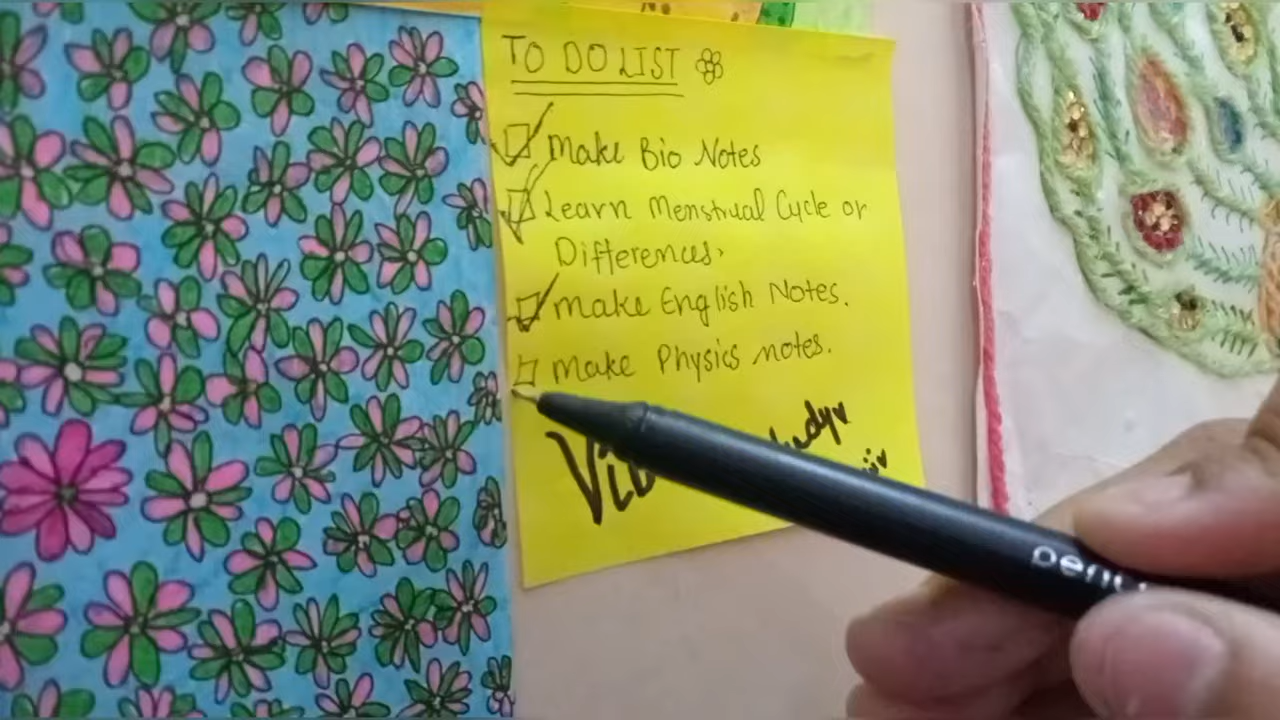 TO DO LIST
Make Bio Notes
Learn Menstrual Cycle or
Differences.
Make English Notes.
Make Physics notes.